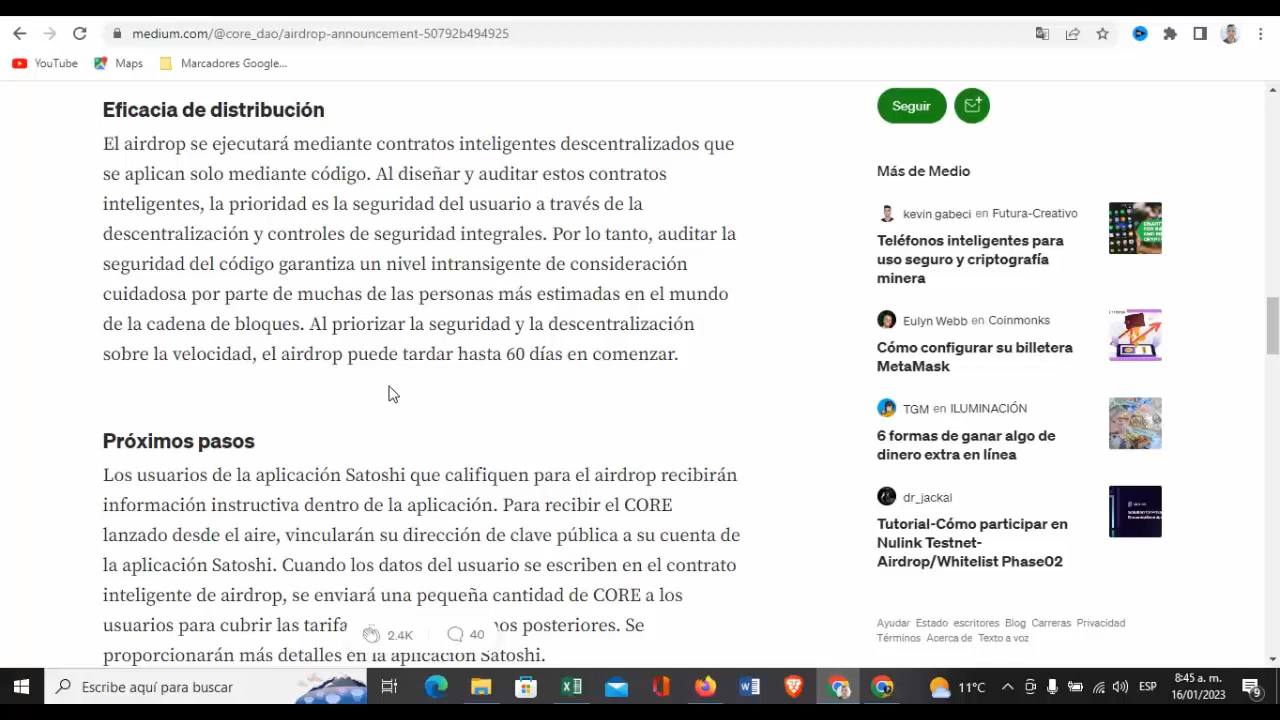 medium.com/@core_dao/airdrop-announcement-50792b494925
YouTube
Maps
Marcadores Google...
Eficacia de distribución
El airdrop se ejecutará mediante contratos inteligentes descentralizados que
se aplican solo mediante código. Al diseñar y auditar estos contratos
inteligentes, la prioridad es la seguridad del usuario a través de la
descentralización y controles de seguridad integrales. Por lo tanto, auditar la
seguridad del código garantiza un nivel intransigente de consideración
cuidadosa por parte de muchas de las personas más estimadas en el mundo
de la cadena de bloques. Al priorizar la seguridad y la descentralización
sobre la velocidad, el airdrop puede tardar hasta 60 días en comenzar.
Próximos pasos
Los usuarios de la aplicación Satoshi que califiquen para el airdrop recibirán
información instructiva dentro de la aplicación. Para recibir el CORE
lanzado desde el aire, vincularán su dirección de clave pública a su cuenta de
la aplicación Satoshi. Cuando los datos del usuario se escriben en el contrato
inteligente de airdrop, se enviará una pequeña cantidad de CORE a los
usuarios para cubrir las tarifa posteriores. Se
proporcionarán más detalles en la aplicación Satoshi.
2.4K
40
Seguir
Más de Medio
kevin gabeci en Futura-Creativo
Teléfonos inteligentes para
uso seguro y criptografía
minera
Eulyn Webb en Coinmonks
Cómo configurar su billetera
MetaMask
TGM en ILUMINACIÓN
6 formas de ganar algo de
dinero extra en línea
dr_jackal
Tutorial-Cómo participar en
Nulink Testnet-
Airdrop/Whitelist Phase02
Ayudar Estado escritores Blog Carreras Privacidad
Términos Acerca de Texto a voz
Escribe aquí para buscar
11°C
ESP
8:45 a. m.
16/01/2023
9